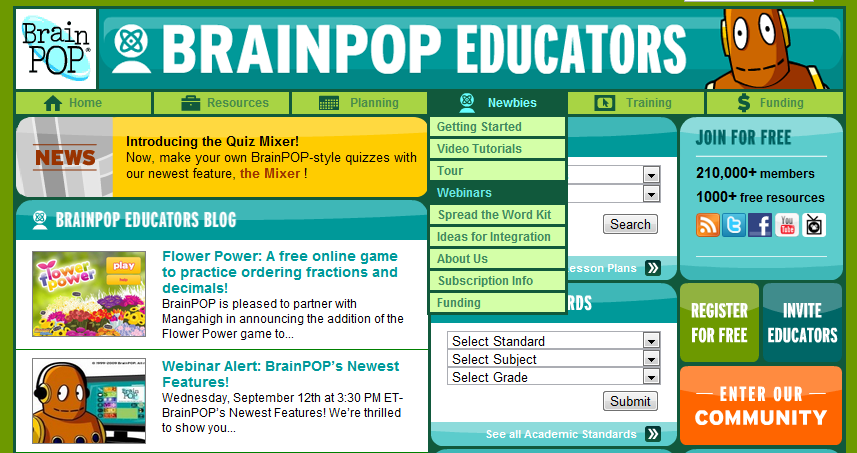 Brain
POP®
BRAINPOP EDUCATORS
Home
Resources
Planning
Newbies
Training
Funding
Getting Started
Video Tutorials
Tour
Webinars
Spread the Word Kit
Ideas for Integration
About Us
Subscription Info
Funding
NEWS
Introducing the Quiz Mixer!
Now, make your own BrainPOP-style quizzes with
our newest feature, the Mixer !
BRAINPOP EDUCATORS BLOG
flower
power
play
help
Flower Power: A free online game
to practice ordering fractions and
decimals!
BrainPOP is pleased to partner with
Mangahigh in announcing the addition of the
Flower Power game to...
Webinar Alert: BrainPOP's Newest
Features!
Wednesday, September 12th at 3:30 PM ET-
BrainPOP's Newest Features! We're thrilled
to show you...
Search
Lesson Plans
Select Standard
Select Subject
Select Grade
Submit
See all Academic Standards
JOIN FOR FREE
210,000+ members
1000+ free resources
You
Tube
REGISTER
FOR FREE
INVITE
EDUCATORS
ENTER OUR
COMMUNITY